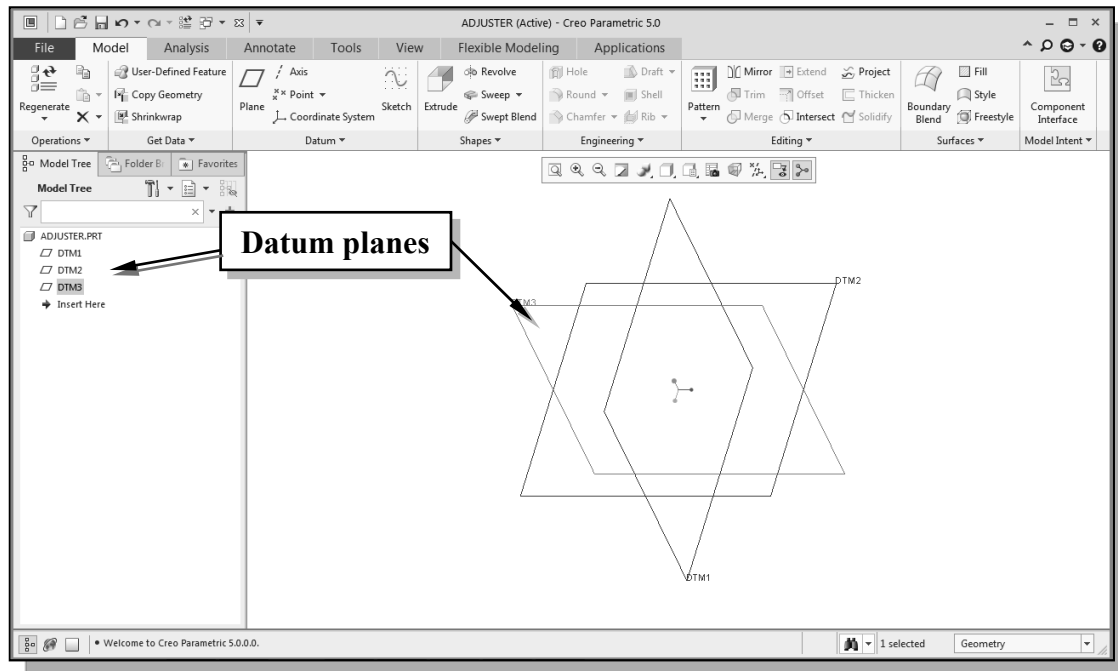 ADJUSTER (Active) - Creo Parametric 5.0
File Model Analysis Annotate Tools View Flexible Modeling Applications
Regenerate
User-Defined Feature
Copy Geometry
Shrinkwrap
Plane
Axis
Point
Coordinate System
Sketch
Extrude
Revolve
Sweep
Swept Blend
Hole Draft
Round Shell
Chamfer Rib
Pattern
Mirror Extend Project
Trim Offset Thicken
Merge Intersect Solidify
Boundary
Blend
Fill
Style
Freestyle
Component
Interface
Operations Get Data Datum Shapes Engineering Editing Surfaces Model Intent
Model Tree Folder Favorites
Model Tree
ADJUSTER.PRT
DTM1
DTM2
DTM3
Insert Here
Datum planes
DTM2
DTM1
• Welcome to Creo Parametric 5.0.0.0.
1 selected Geometry